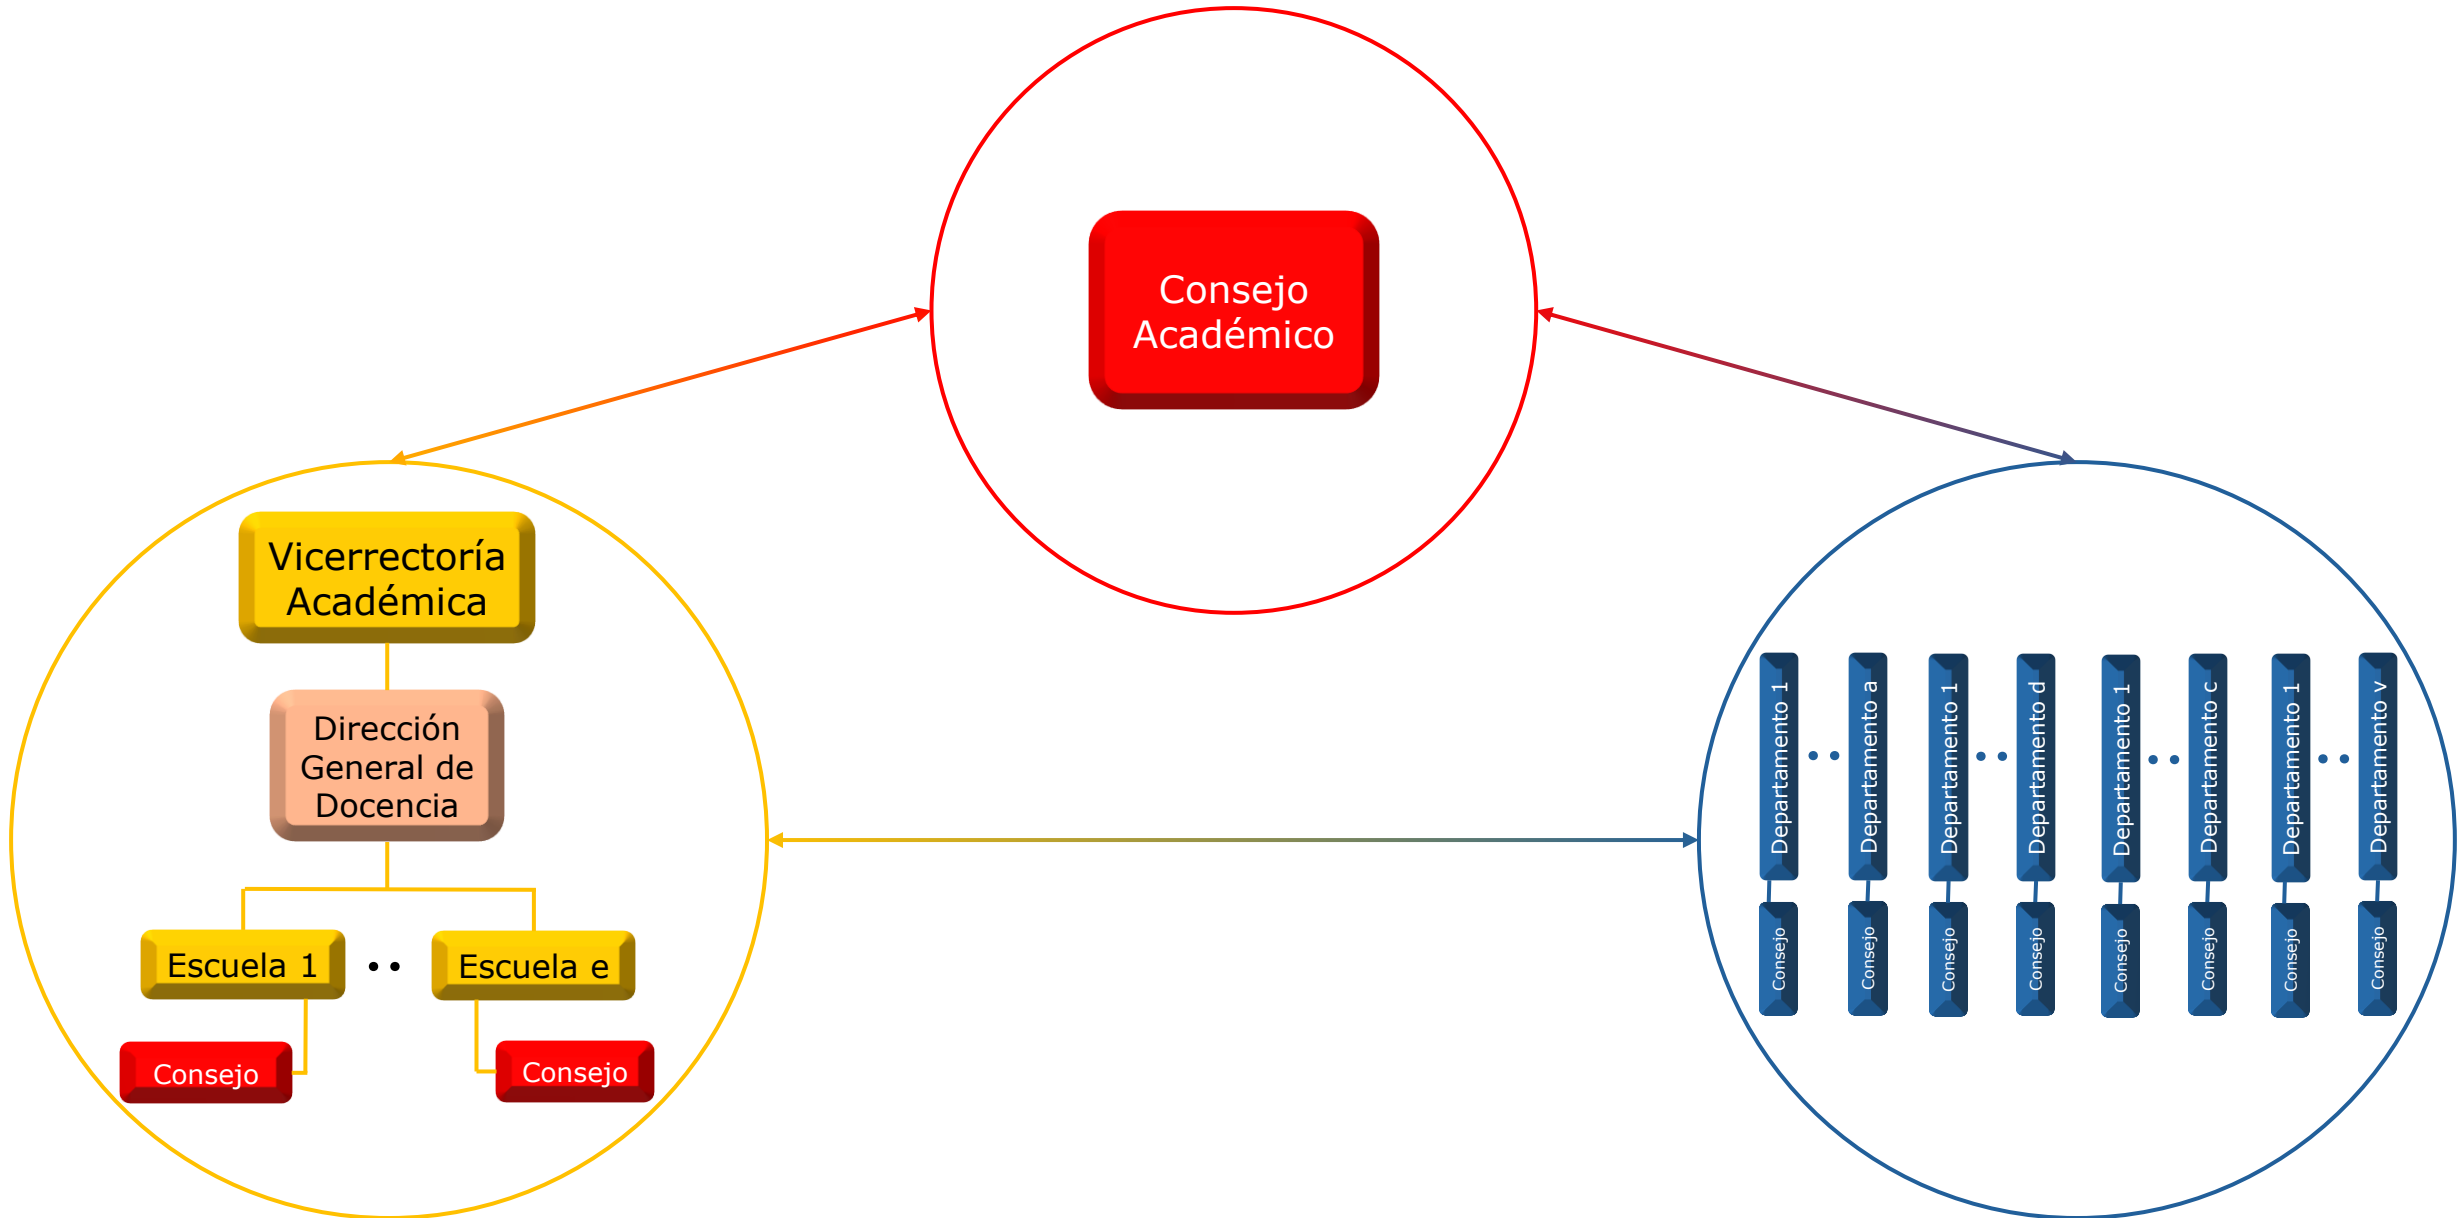 Consejo
Académico
Vicerrectoría
Académica
Dirección
General de
Docencia
Escuela 1
Escuela e
Consejo
Consejo
Departamento 1
Departamento a
Departamento 1
Departamento d
Departamento 1
Departamento c
Departamento 1
Departamento v
Consejo
Consejo
Consejo
Consejo
Consejo
Consejo
Consejo
Consejo